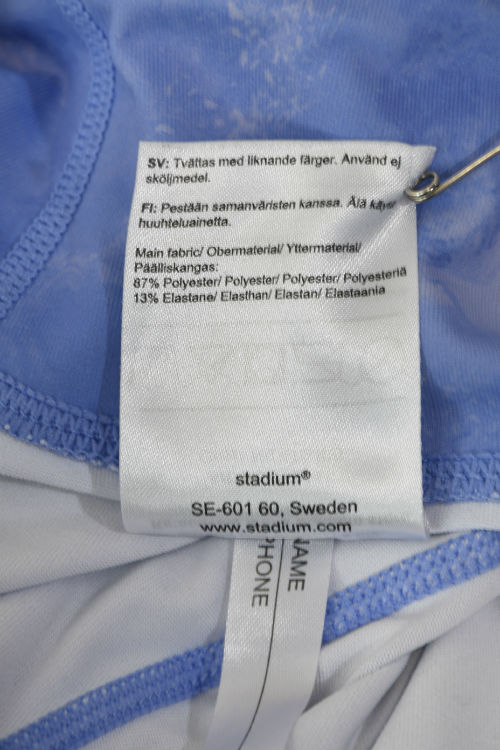 SV: Tvättas med liknande färger. Använd ej
sköljmedel.
FI: Pestään samanväristen kanssa. Älä käytä
huuhteluainetta.
Main fabric/ Obermaterial/ Yttermaterial/
Päälliskangas:
87% Polyester/ Polyester/ Polyester/ Polyesteriä
13% Elastane/ Elasthan/ Elastan/ Elastaania
stadium®
SE-601 60, Sweden
www.stadium.com
NAME
PHONE